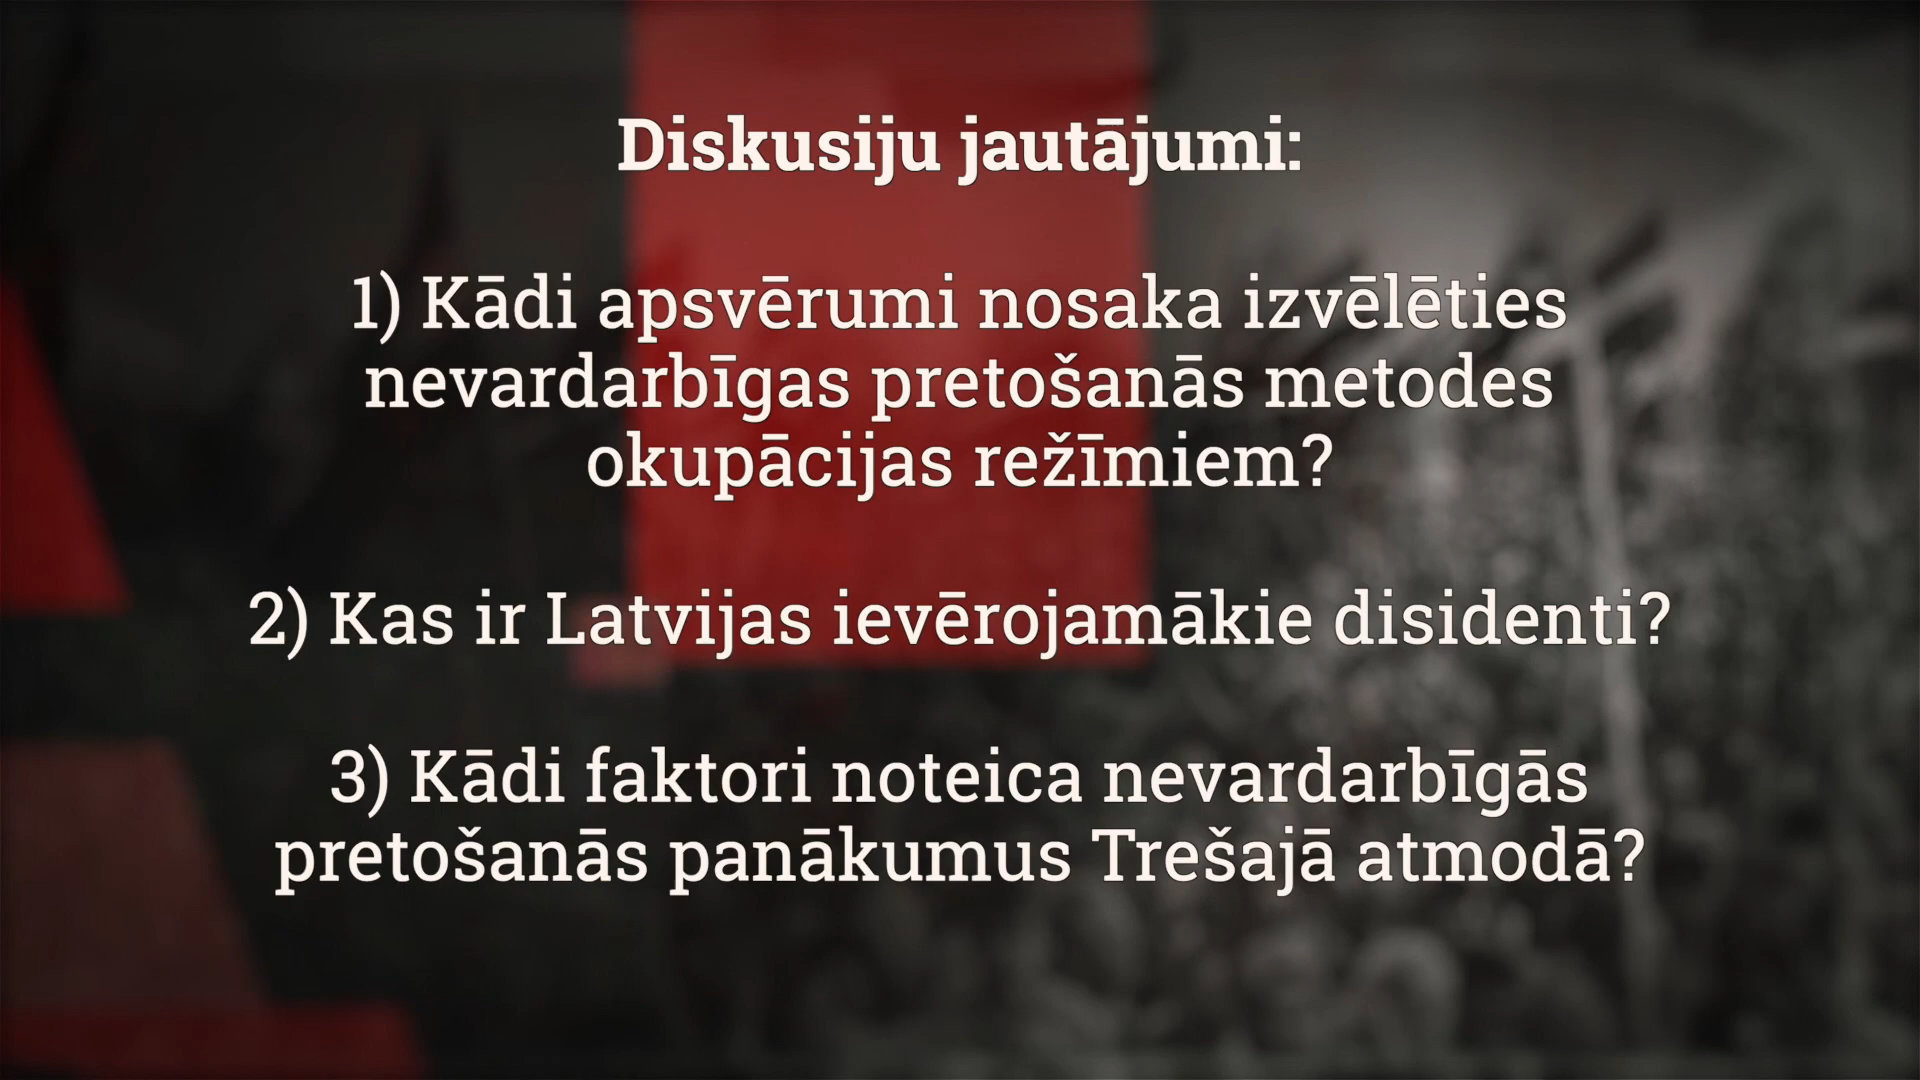 Diskusiju jautājumi:
1) Kādi apsvērumi nosaka izvēlēties
nevardarbīgas pretošanās metodes
okupācijas režīmiem?
2) Kas ir Latvijas ievērojamākie disidenti?
3) Kādi faktori noteica nevardarbīgās
pretošanās panākumus Trešajā atmodā?